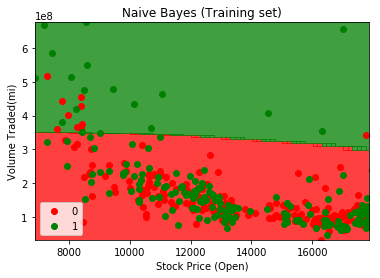 Naive Bayes (Training set)
1e8
6
5
4
3
2
1
Volume Traded(mi)
0
1
8000 10000 12000 14000 16000
Stock Price (Open)